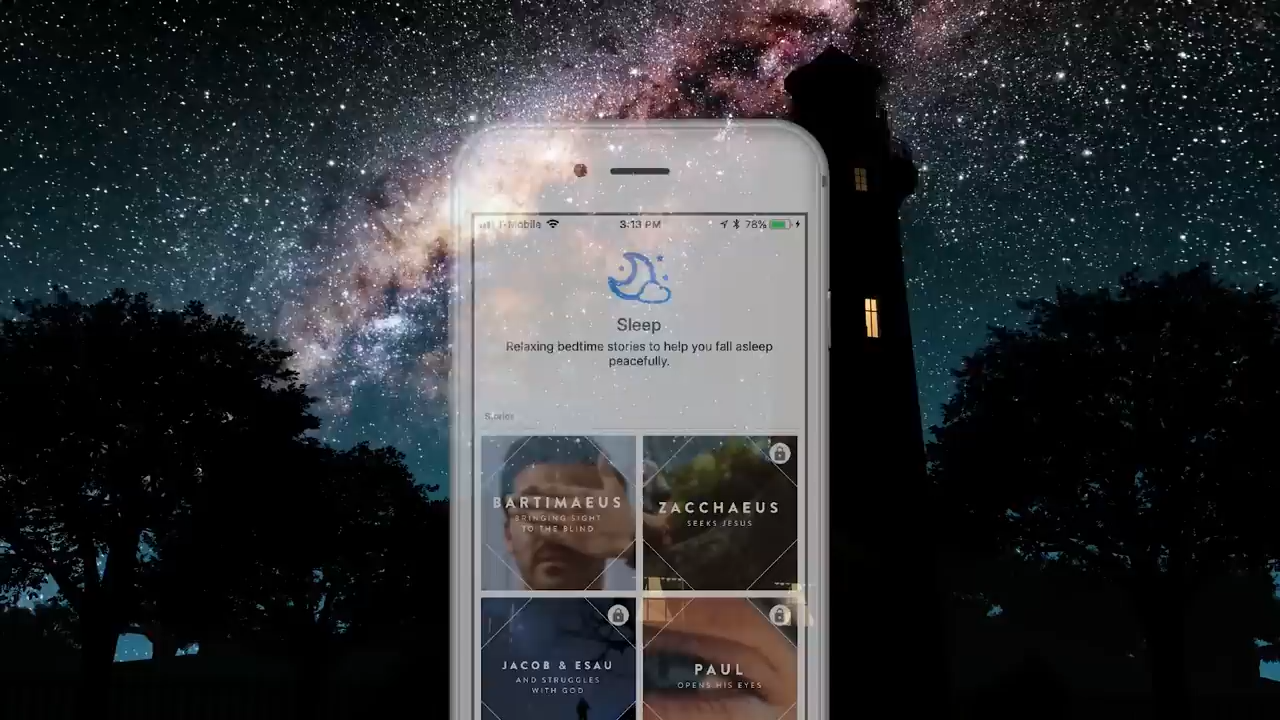 T-Mobile 3:13 PM 78%
Sleep
Relaxing bedtime stories to help you fall asleep
peacefully.
Stories
BARTIMAEUS
BRINGING SIGHT
TO THE BLIND
ZACCHAEUS
SEEKS JESUS
JACOB & ESAU
AND STRUGGLES
WITH GOD
PAUL
OPENS HIS EYES